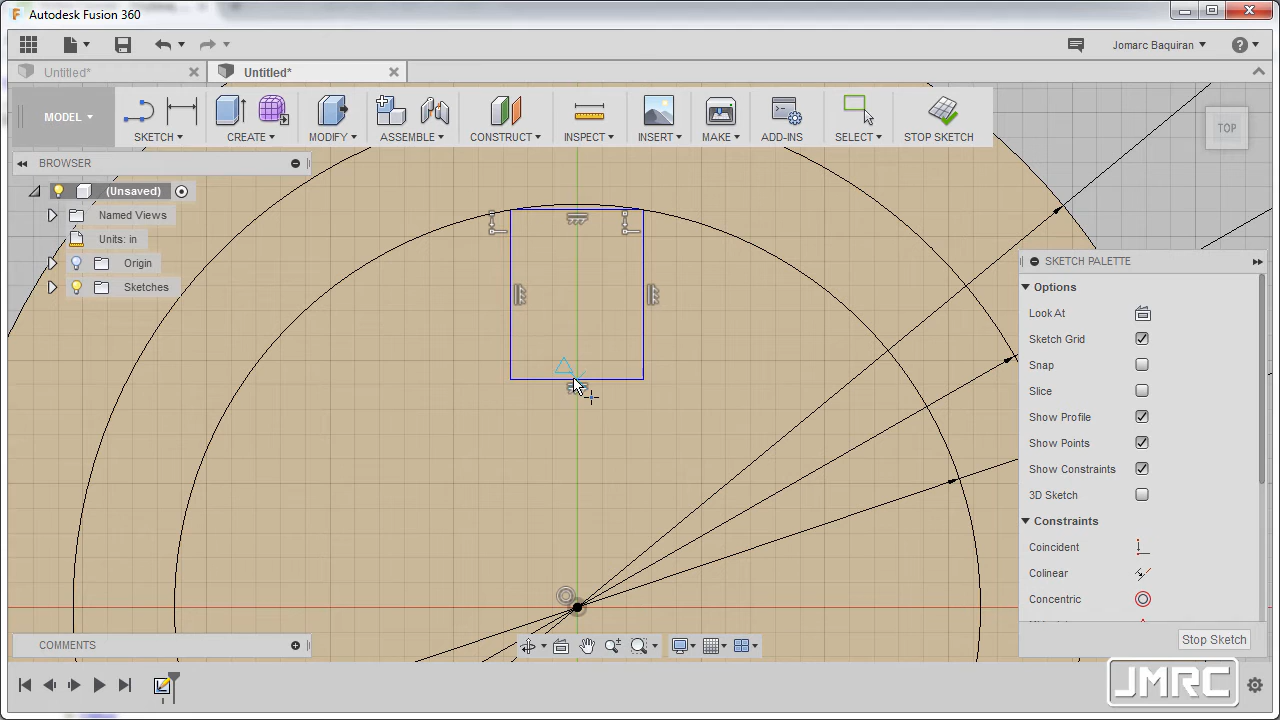 Autodesk Fusion 360
Jomarc Baquiran
Untitled*
Untitled*
MODEL
SKETCH
CREATE
MODIFY
ASSEMBLE
CONSTRUCT
INSPECT
INSERT
MAKE
ADD-INS
SELECT
STOP SKETCH
TOP
BROWSER
(Unsaved)
Named Views
Units: in
Origin
Sketches
SKETCH PALETTE
Options
Look At
Sketch Grid
Snap
Slice
Show Profile
Show Points
Show Constraints
3D Sketch
Constraints
Coincident
Colinear
Concentric
Stop Sketch
COMMENTS
JMRC